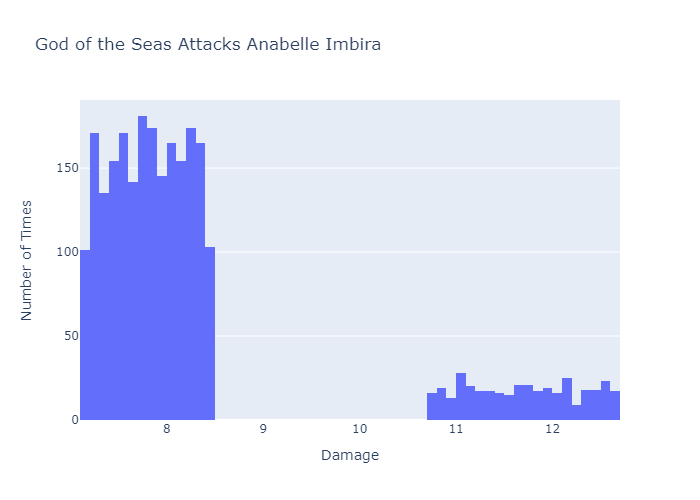 God of the Seas Attacks Anabelle Imbira
150
100
50
0
8 9 10 11 12
Number of Times
Damage